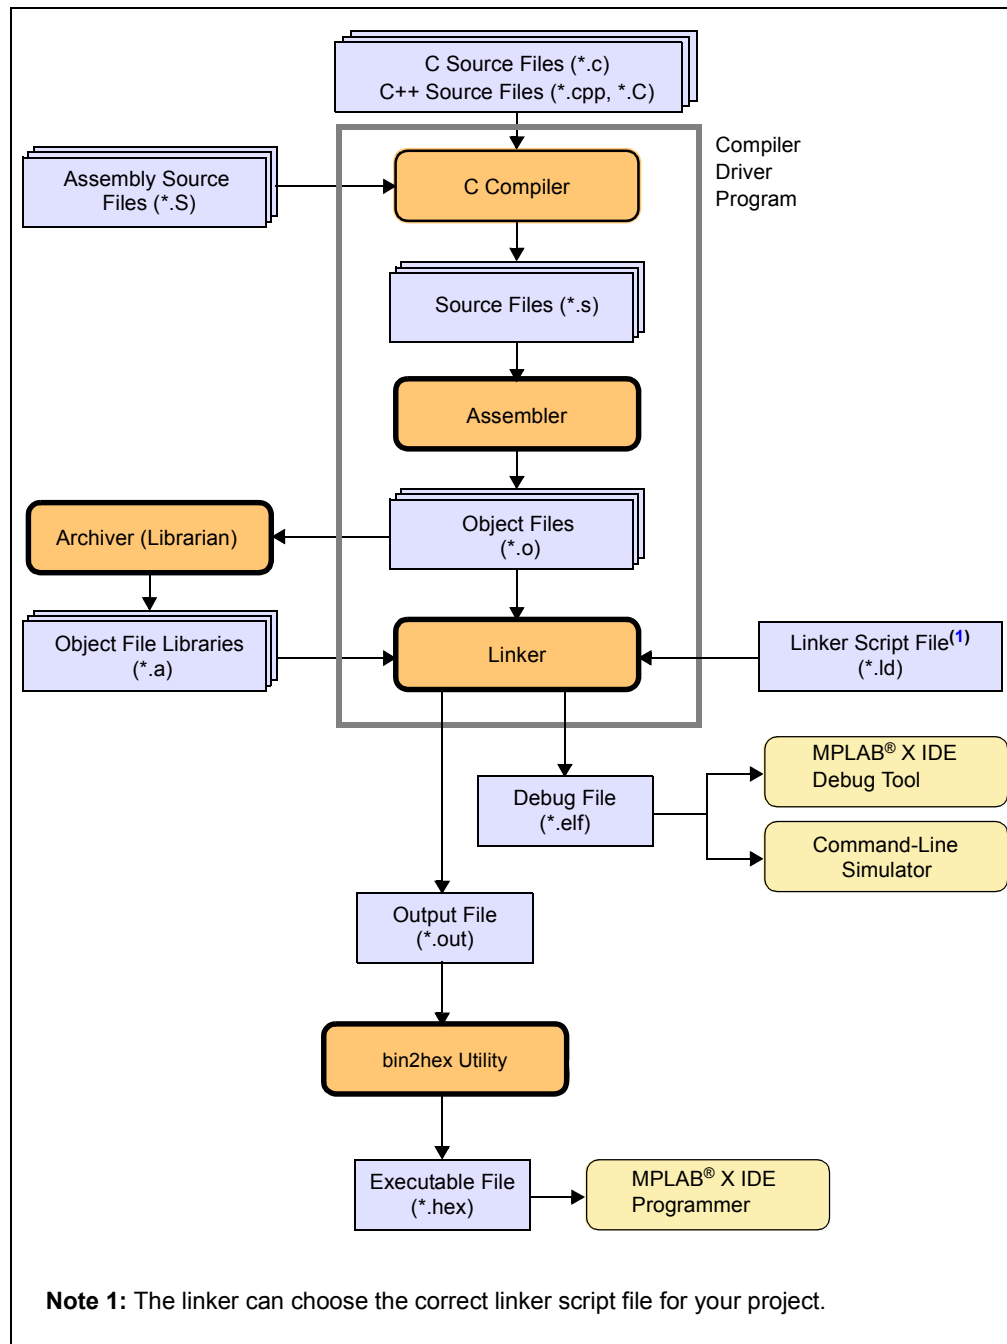 C Source Files (*.c)
C++ Source Files (*.cpp, *.C)
Compiler
Driver
Program
Assembly Source
Files (*.S)
C Compiler
Source Files (*.s)
Assembler
Archiver (Librarian)
Object Files
(*.o)
Object File Libraries
(*.a)
Linker
Linker Script File(1)
(*.ld)
MPLAB® X IDE
Debug Tool
Debug File
(*.elf)
Command-Line
Simulator
Output File
(*.out)
bin2hex Utility
Executable File
(*.hex)
MPLAB® X IDE
Programmer
Note 1: The linker can choose the correct linker script file for your project.